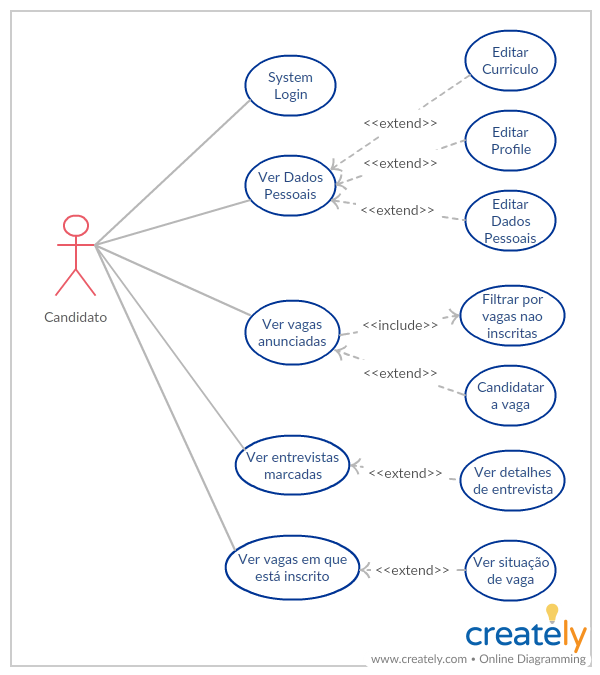 System
Login
Editar
Curriculo
<<extend>>
Ver Dados
Pessoais
<<extend>>
Editar
Profile
<<extend>>
Editar
Dados
Pessoais
Candidato
Ver vagas
anunciadas
<<include>>
Filtrar por
vagas nao
inscritas
<<extend>>
Candidatar
a vaga
Ver entrevistas
marcadas
<<extend>>
Ver detalhes
de entrevista
Ver vagas em que
está inscrito
<<extend>>
Ver situação
de vaga
creately
www.creately.com • Online Diagramming